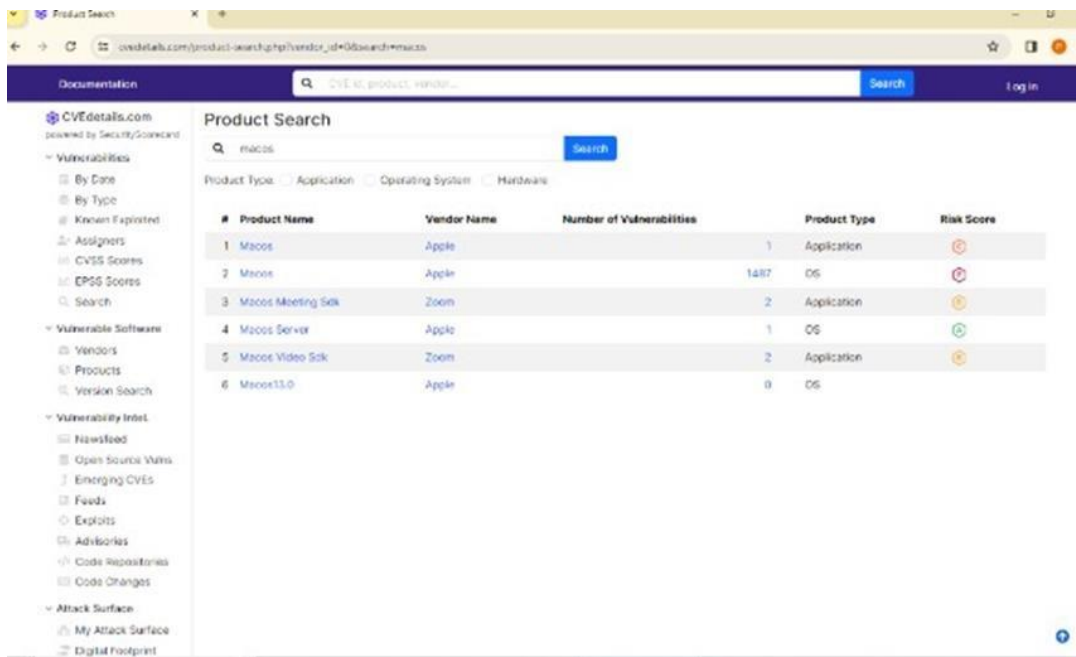 Product Search
cvedetails.com/product-search.php?vendor_id=0&search=macos
Documentation
CVE id, product, vendor...
Search
Log in
CVEdetails.com
powered by SecurityScorecard
Vulnerabilities
By Date
By Type
Known Exploited
Assigners
CVSS Scores
EPSS Scores
Search
Vulnerable Software
Vendors
Products
Version Search
Vulnerability Intel.
Newsfeed
Open Source Vulns
Emerging CVEs
Feeds
Exploits
Advisories
Code Repositories
Code Changes
Attack Surface
My Attack Surface
Digital Footprint
Product Search
macos
Search
Product Type: Application Operating System Hardware
# Product Name Vendor Name Number of Vulnerabilities Product Type Risk Score
1 Macos Apple 1 Application
2 Macos Apple 1487 OS
3 Macos Meeting Sdk Zoom 2 Application
4 Macos Server Apple 1 OS A
5 Macos Video Sdk Zoom 2 Application
6 Macos13.0 Apple 0 OS